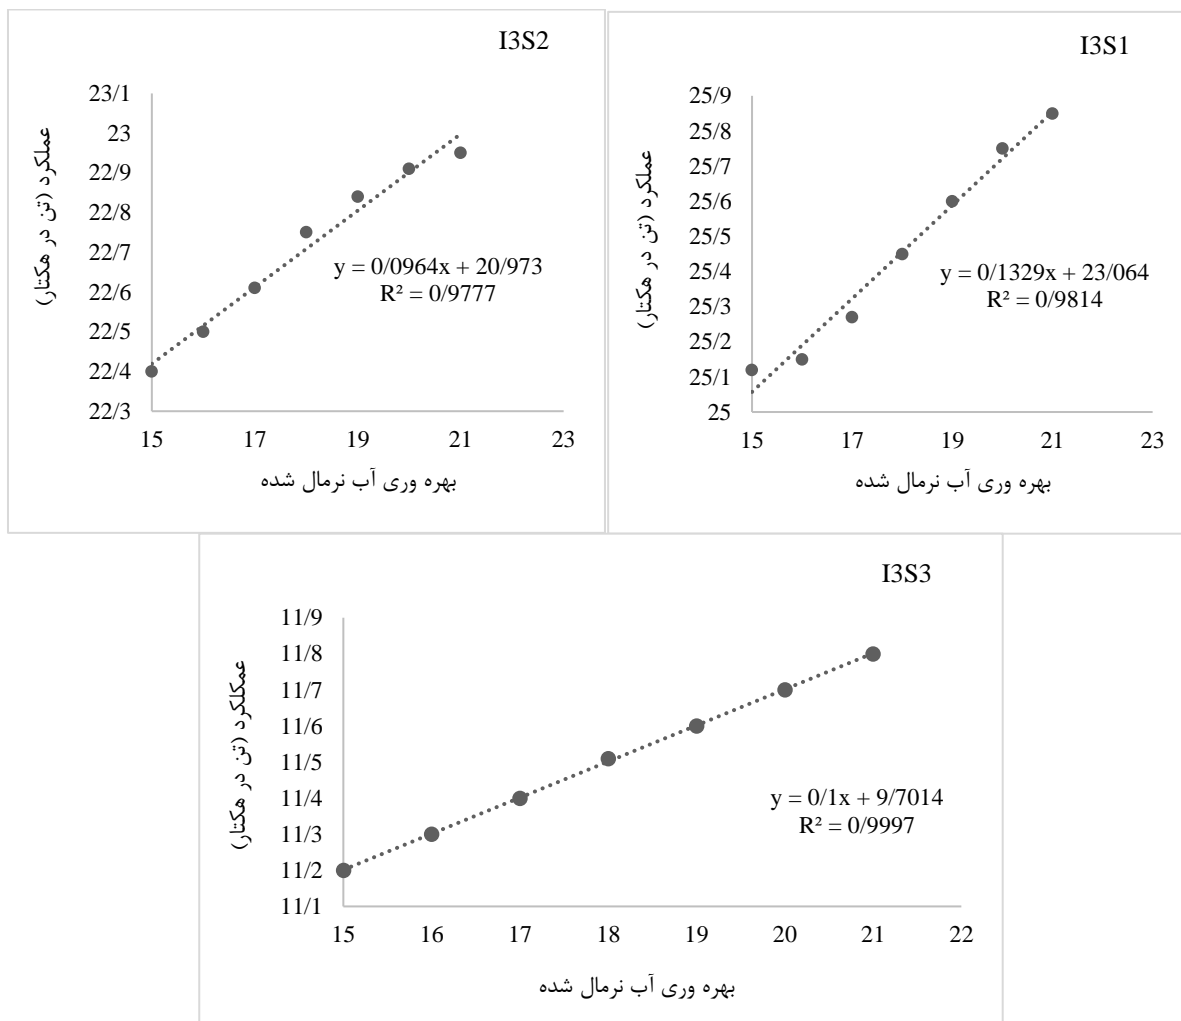 I3S2
23/1
23
22/9
22/8
22/7
22/6
22/5
22/4
22/3
عملکرد (تن در هکتار)
y = 0/0964x + 20/973
R² = 0/9777
15 17 19 21 23
بهره وری آب نرمال شده
I3S1
25/9
25/8
25/7
25/6
25/5
25/4
25/3
25/2
25/1
25
عملکرد (تن در هکتار)
y = 0/1329x + 23/064
R² = 0/9814
15 17 19 21 23
بهره وری آب نرمال شده
I3S3
11/9
11/8
11/7
11/6
11/5
11/4
11/3
11/2
11/1
عمکلکرد (تن در هکتار)
y = 0/1x + 9/7014
R² = 0/9997
15 16 17 18 19 20 21 22
بهره وری آب نرمال شده